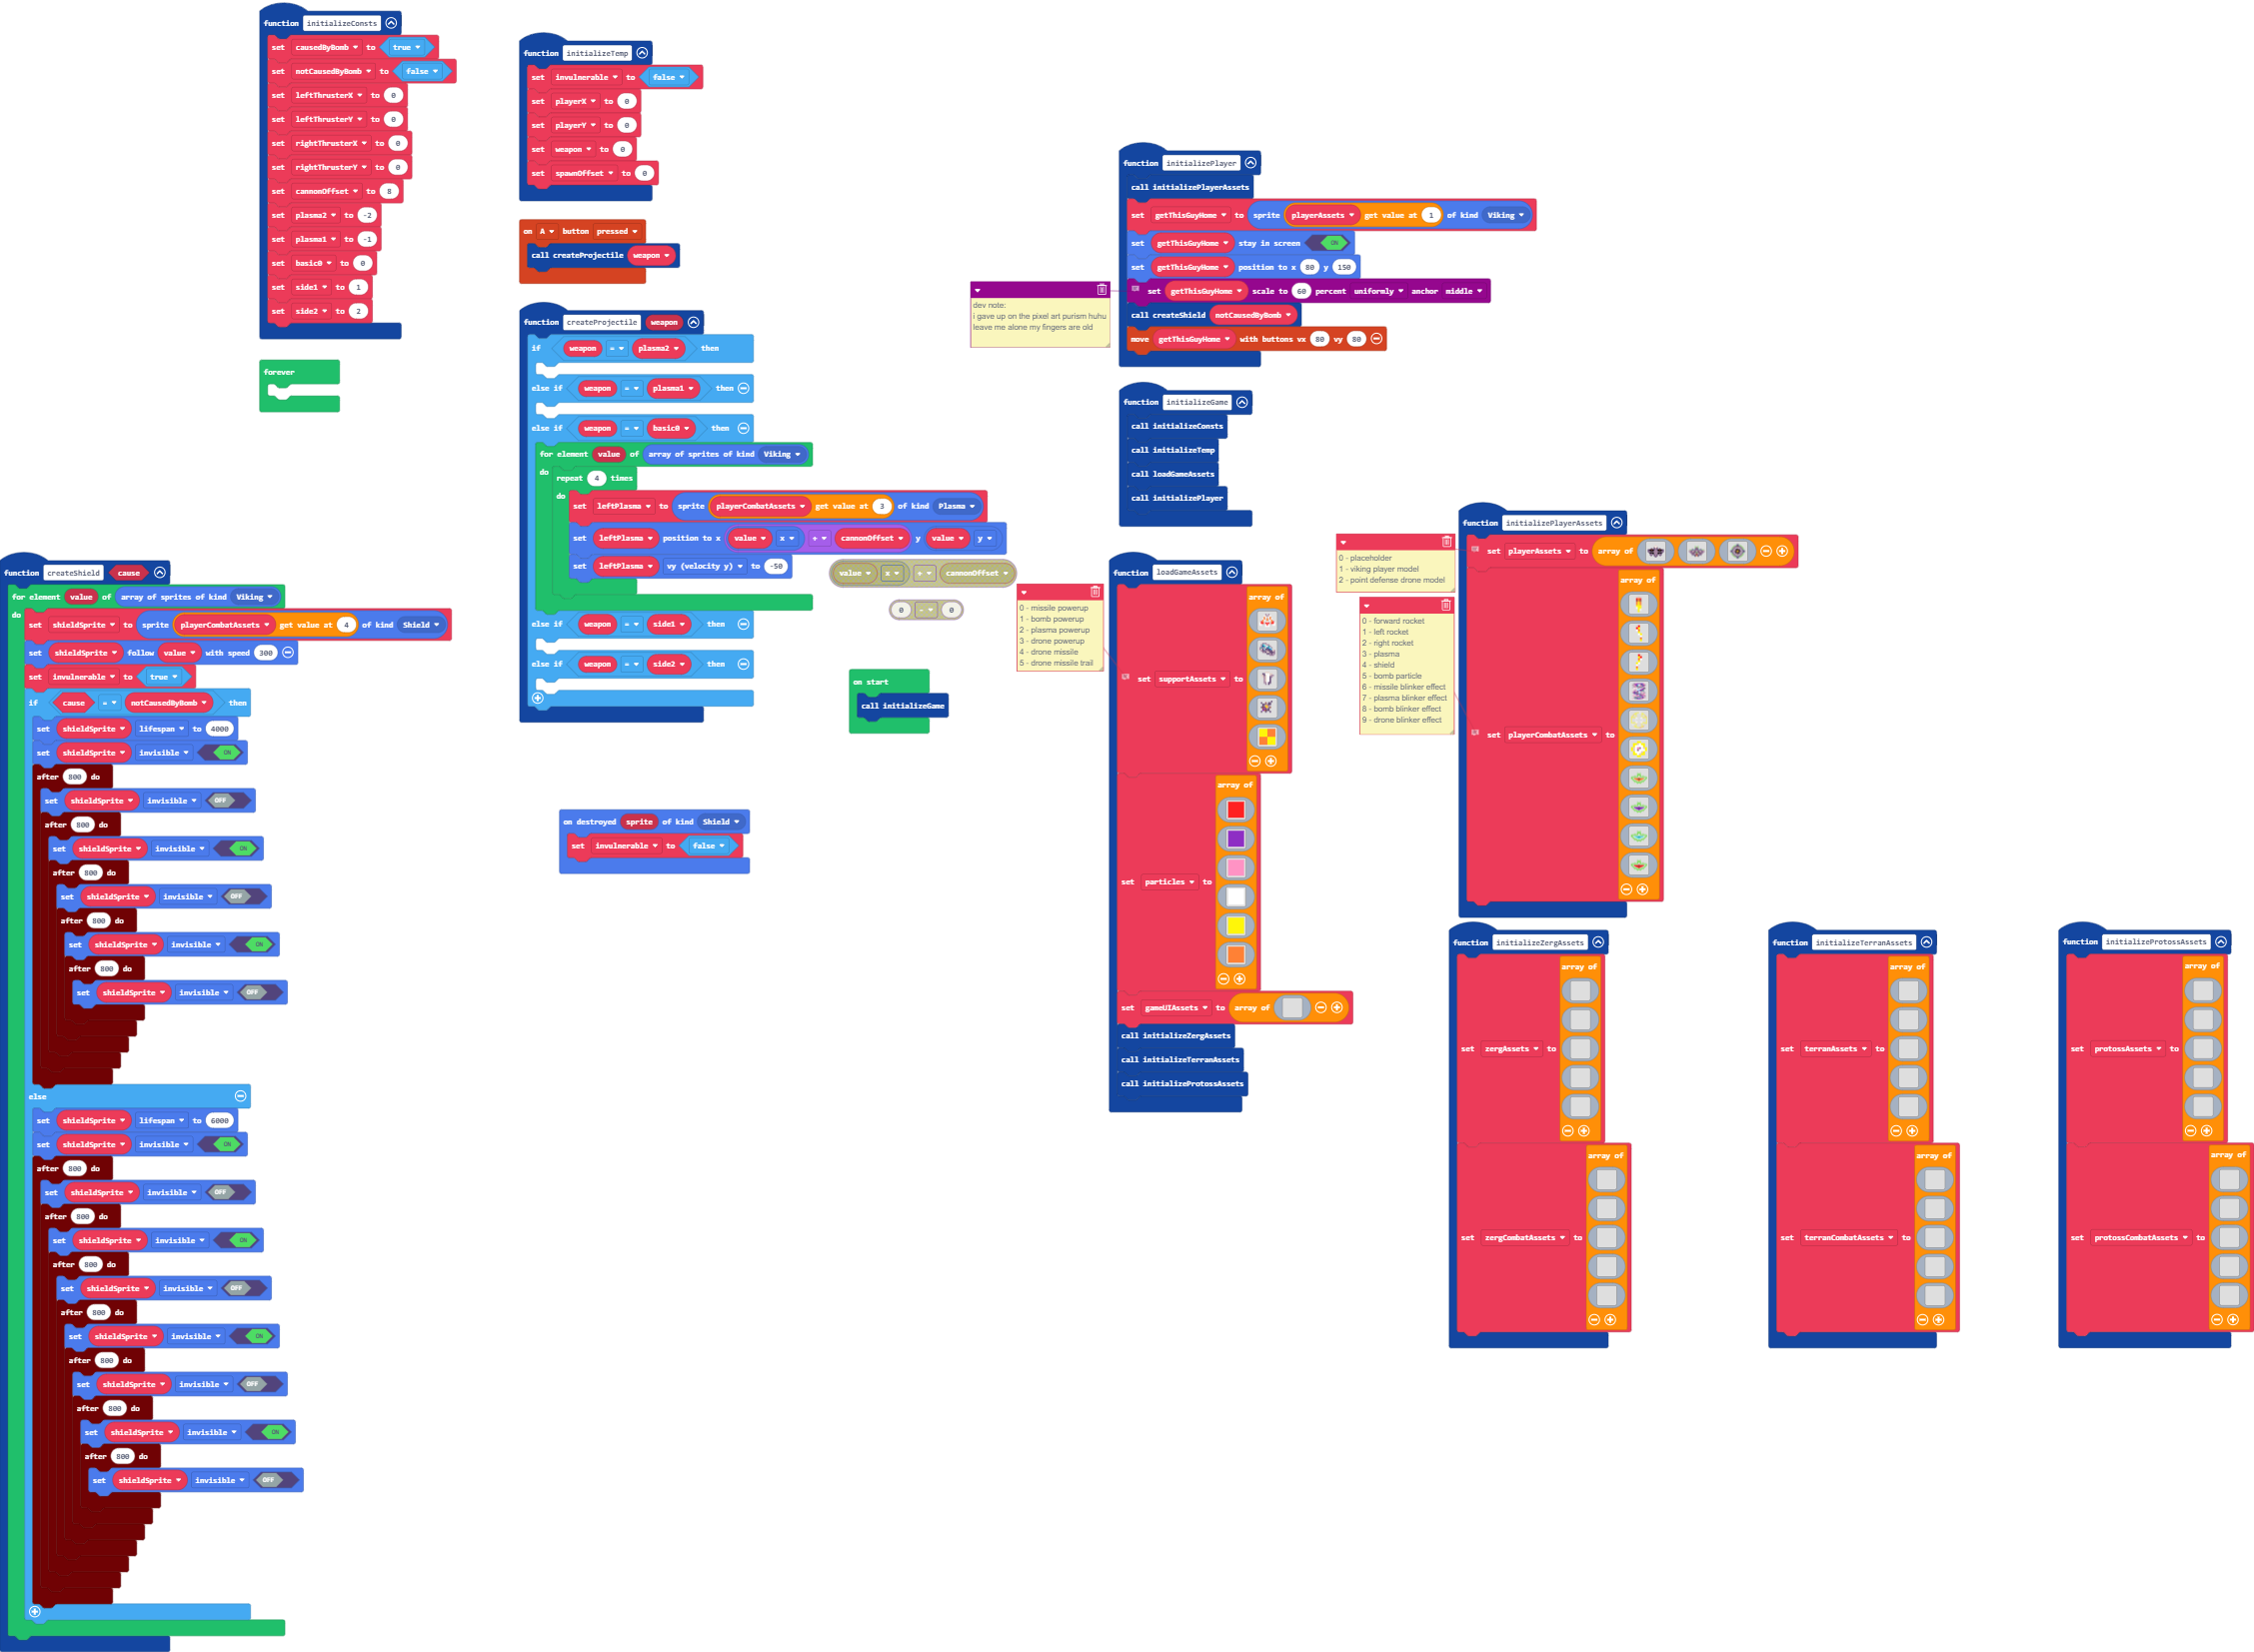 function initializeConsts
set causedByBomb to true
set notCausedByBomb to false
set leftThrusterX to 0
set leftThrusterY to 0
set rightThrusterX to 0
set rightThrusterY to 0
set cannonOffset to 8
set plasma2 to -2
set plasma1 to -1
set basic0 to 0
set side1 to 1
set side2 to 2
forever
function initializeTemp
set invulnerable to false
set playerX to 0
set playerY to 0
set weapon to 0
set spawnOffset to 0
on A button pressed
call createProjectile weapon
function createProjectile weapon
if weapon = plasma2 then
else if weapon = plasma1 then
else if weapon = basic0 then
for element value of array of sprites of kind Viking
do
repeat 4 times
do
set leftPlasma to sprite playerCombatAssets get value at 3 of kind Plasma
set leftPlasma position to x value x + cannonOffset y value y
set leftPlasma vy (velocity y) to -50
else if weapon = side1 then
else if weapon = side2 then
value x + cannonOffset
0 - 0
on start
call initializeGame
on destroyed sprite of kind Shield
set invulnerable to false
function createShield cause
for element value of array of sprites of kind Viking
do
set shieldSprite to sprite playerCombatAssets get value at 4 of kind Shield
set shieldSprite follow value with speed 300
set invulnerable to true
if cause = notCausedByBomb then
set shieldSprite lifespan to 4000
set shieldSprite invisible ON
after 800 do
set shieldSprite invisible OFF
after 800 do
set shieldSprite invisible ON
after 800 do
set shieldSprite invisible OFF
after 800 do
set shieldSprite invisible ON
after 800 do
set shieldSprite invisible OFF
else
set shieldSprite lifespan to 6000
set shieldSprite invisible ON
after 800 do
set shieldSprite invisible OFF
after 800 do
set shieldSprite invisible ON
after 800 do
set shieldSprite invisible OFF
after 800 do
set shieldSprite invisible ON
after 800 do
set shieldSprite invisible OFF
after 800 do
set shieldSprite invisible ON
after 800 do
set shieldSprite invisible OFF
function initializePlayer
call initializePlayerAssets
set getThisGuyHome to sprite playerAssets get value at 1 of kind Viking
set getThisGuyHome stay in screen ON
set getThisGuyHome position to x 80 y 150
set getThisGuyHome scale to 60 percent uniformly anchor middle
call createShield notCausedByBomb
move getThisGuyHome with buttons vx 80 vy 80
dev note:
i gave up on the pixel art purism huhu
leave me alone my fingers are old
function initializeGame
call initializeConsts
call initializeTemp
call loadGameAssets
call initializePlayer
function loadGameAssets
array of
set supportAssets to
0 - missile powerup
1 - bomb powerup
2 - plasma powerup
3 - drone powerup
4 - drone missile
5 - drone missile trail
array of
set particles to
set gameUIAssets to array of
call initializeZergAssets
call initializeTerranAssets
call initializeProtossAssets
function initializePlayerAssets
set playerAssets to array of
0 - placeholder
1 - viking player model
2 - point defense drone model
array of
set playerCombatAssets to
0 - forward rocket
1 - left rocket
2 - right rocket
3 - plasma
4 - shield
5 - bomb particle
6 - missile blinker effect
7 - plasma blinker effect
8 - bomb blinker effect
9 - drone blinker effect
function initializeZergAssets
array of
set zergAssets to
array of
set zergCombatAssets to
function initializeTerranAssets
array of
set terranAssets to
array of
set terranCombatAssets to
function initializeProtossAssets
array of
set protossAssets to
array of
set protossCombatAssets to